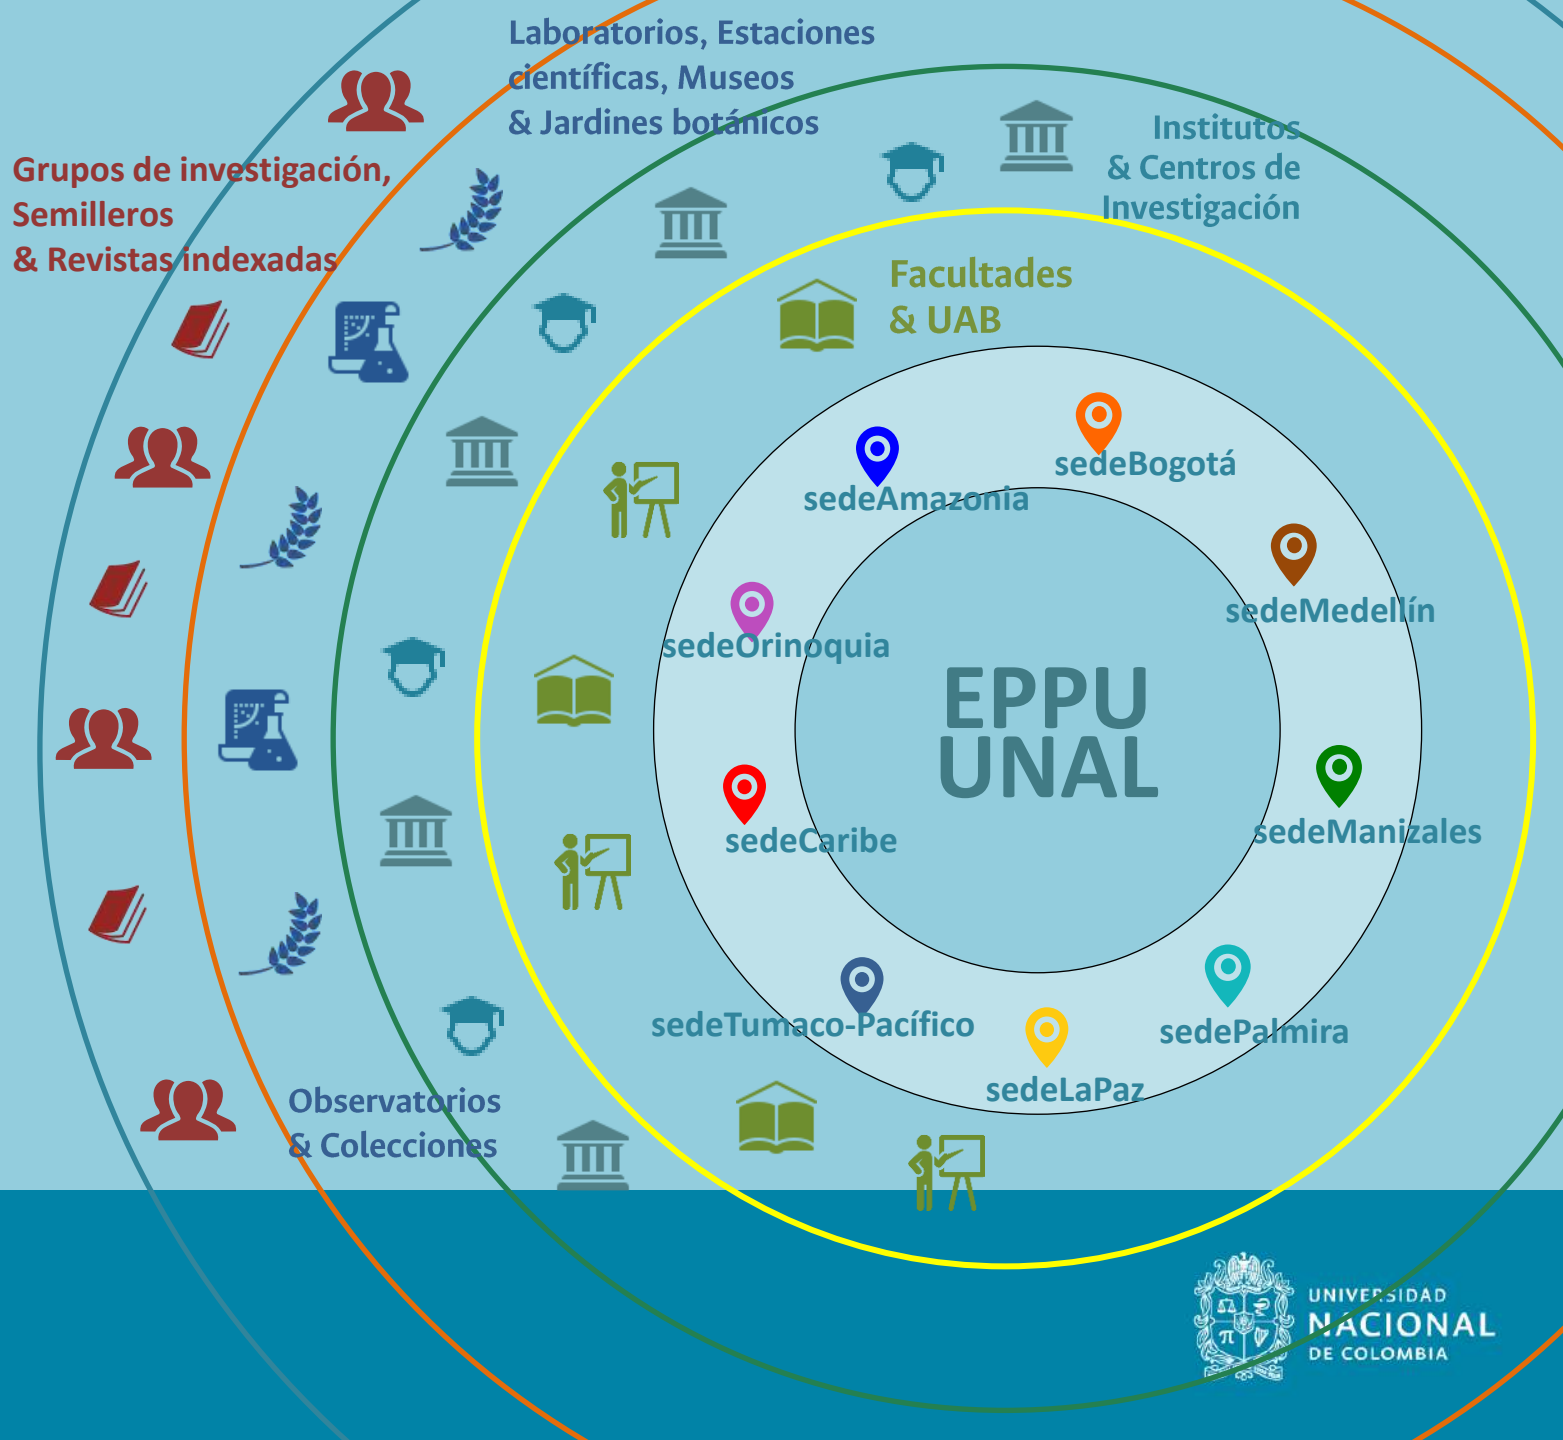 Laboratorios, Estaciones
científicas, Museos
& Jardines botánicos
Grupos de investigación,
Semilleros
& Revistas indexadas
Institutos
& Centros de
Investigación
Facultades
& UAB
sedeBogotá
sedeAmazonia
sedeMedellín
sedeOrinoquia
EPPU
UNAL
sedeCaribe
sedeManizales
sedeTumaco-Pacífico
sedePalmira
sedeLaPaz
Observatorios
& Colecciones
UNIVERSIDAD
NACIONAL
DE COLOMBIA
π